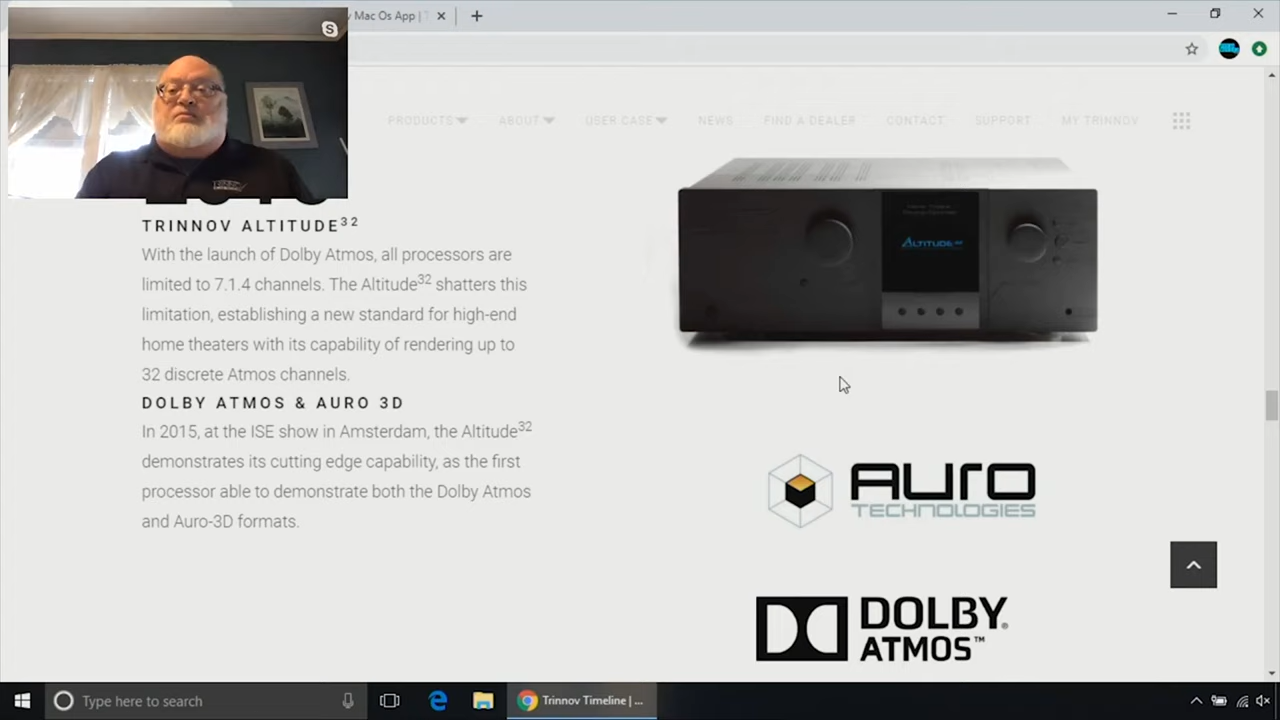 Mac Os App | T
PRODUCTS ABOUT USER CASE NEWS FIND A DEALER CONTACT SUPPORT MY TRINNOV
TRINNOV ALTITUDE³²
With the launch of Dolby Atmos, all processors are
limited to 7.1.4 channels. The Altitude³² shatters this
limitation, establishing a new standard for high-end
home theaters with its capability of rendering up to
32 discrete Atmos channels.
DOLBY ATMOS & AURO 3D
In 2015, at the ISE show in Amsterdam, the Altitude³²
demonstrates its cutting edge capability, as the first
processor able to demonstrate both the Dolby Atmos
and Auro-3D formats.
ALTITUDE
AURO
TECHNOLOGIES
DOLBY
ATMOS™
Type here to search
Trinnov Timeline | ...